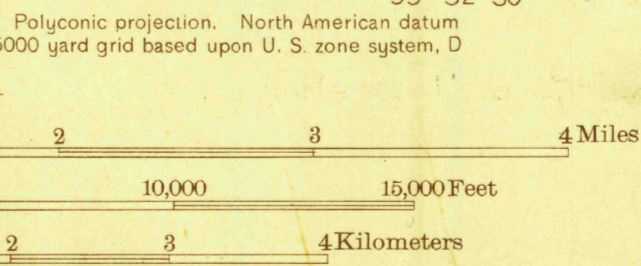 Polyconic projection. North American datum
5000 yard grid based upon U. S. zone system, D
2 3 4 Miles
10,000 15,000 Feet
2 3 4 Kilometers